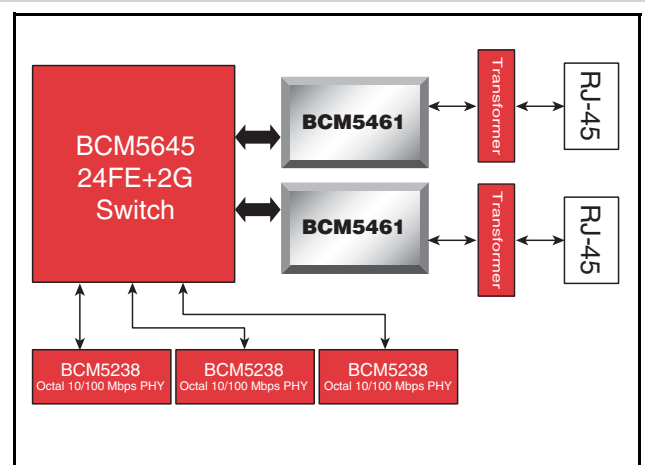 BCM5645
24FE+2G
Switch
BCM5461
Transformer
RJ-45
BCM5461
Transformer
RJ-45
BCM5238
Octal 10/100 Mbps PHY
BCM5238
Octal 10/100 Mbps PHY
BCM5238
Octal 10/100 Mbps PHY